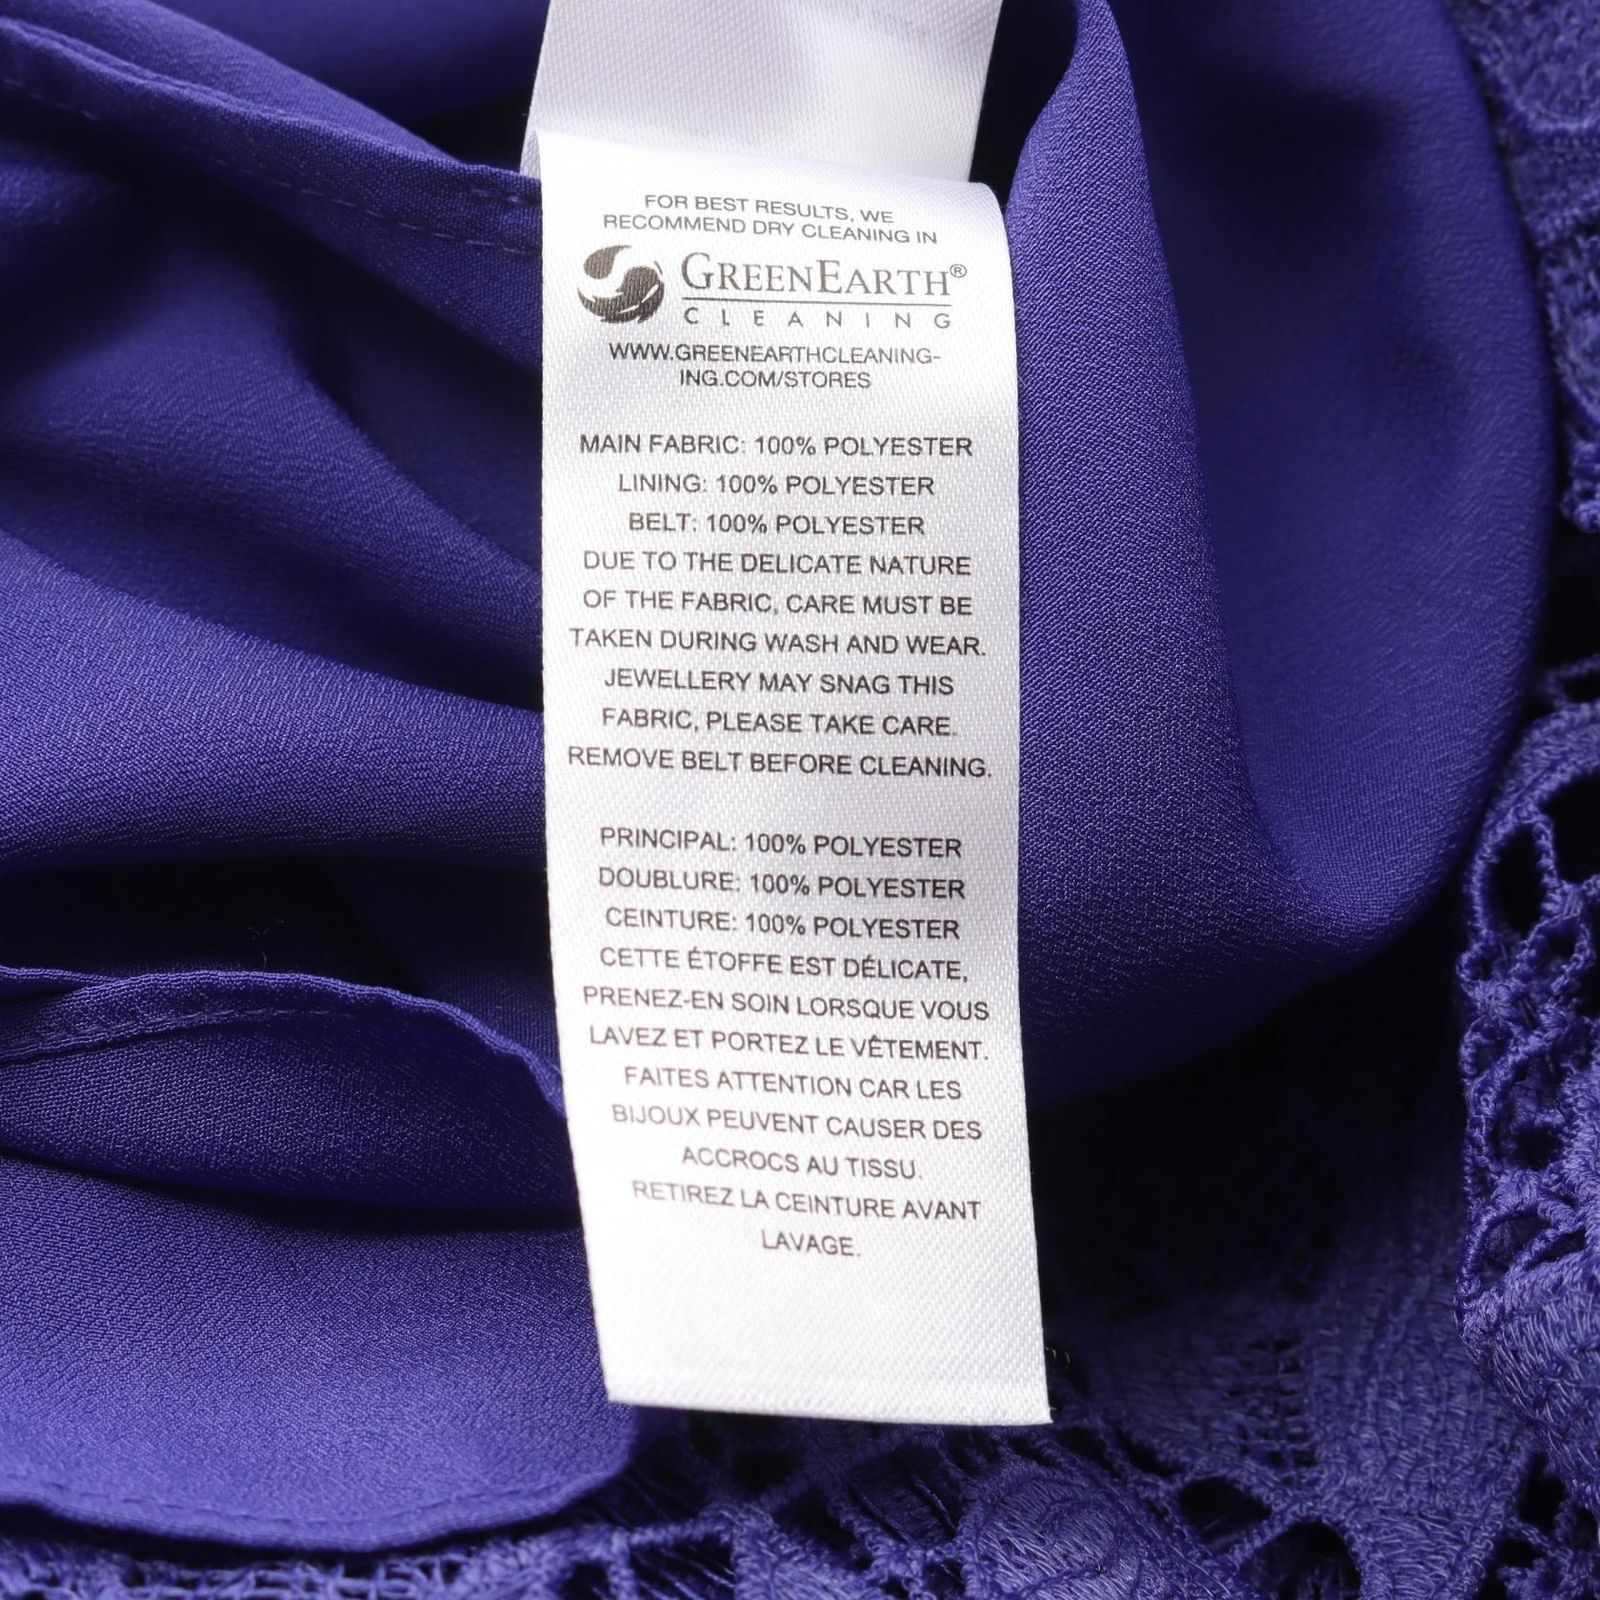 FOR BEST RESULTS, WE
RECOMMEND DRY CLEANING IN
GREENEARTH®
CLEANING
WWW.GREENEARTHCLEANING-
ING.COM/STORES
MAIN FABRIC: 100% POLYESTER
LINING: 100% POLYESTER
BELT: 100% POLYESTER
DUE TO THE DELICATE NATURE
OF THE FABRIC, CARE MUST BE
TAKEN DURING WASH AND WEAR.
JEWELLERY MAY SNAG THIS
FABRIC, PLEASE TAKE CARE.
REMOVE BELT BEFORE CLEANING.
PRINCIPAL: 100% POLYESTER
DOUBLURE: 100% POLYESTER
CEINTURE: 100% POLYESTER
CETTE ÉTOFFE EST DÉLICATE,
PRENEZ-EN SOIN LORSQUE VOUS
LAVEZ ET PORTEZ LE VÊTEMENT.
FAITES ATTENTION CAR LES
BIJOUX PEUVENT CAUSER DES
ACCROCS AU TISSU.
RETIREZ LA CEINTURE AVANT
LAVAGE.